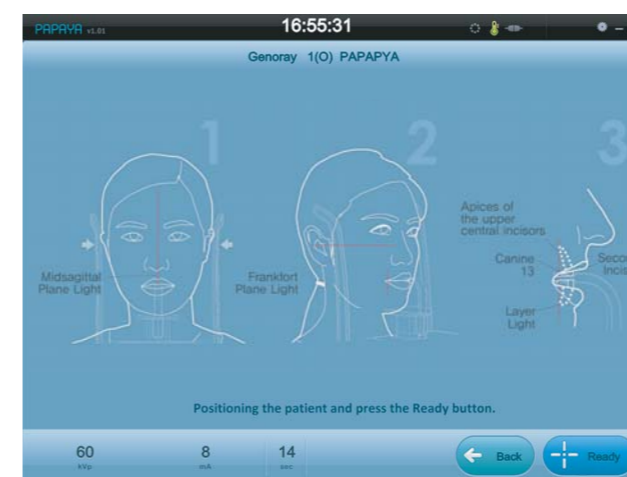 PAPAYA v1.01
16:55:31
Genoray 1(O) PAPAPYA
1
2
3
Midsagittal
Plane Light
Frankfort
Plane Light
Apices of
the upper
central incisors
Canine
13
Layer
Light
Seco
Incis
Positioning the patient and press the Ready button.
60
kVp
8
mA
14
sec
Back
Ready